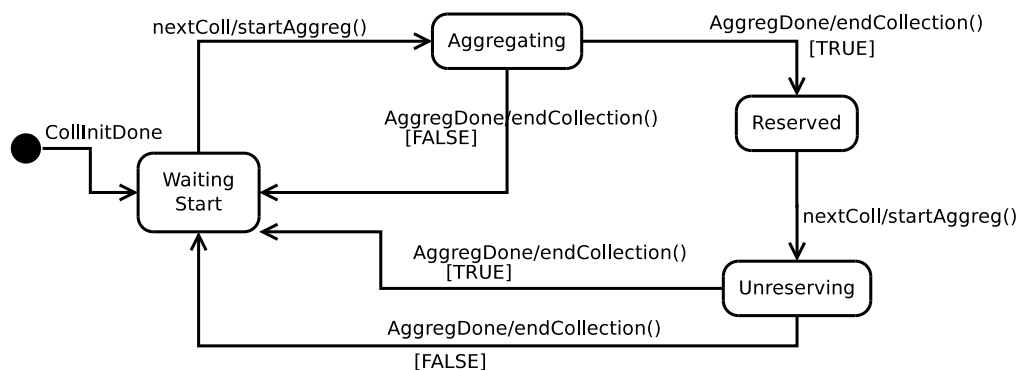 nextColl/startAggreg()
Aggregating
AggregDone/endCollection()
[TRUE]
AggregDone/endCollection()
[FALSE]
Reserved
CollInitDone
Waiting
Start
nextColl/startAggreg()
AggregDone/endCollection()
[TRUE]
Unreserving
AggregDone/endCollection()
[FALSE]